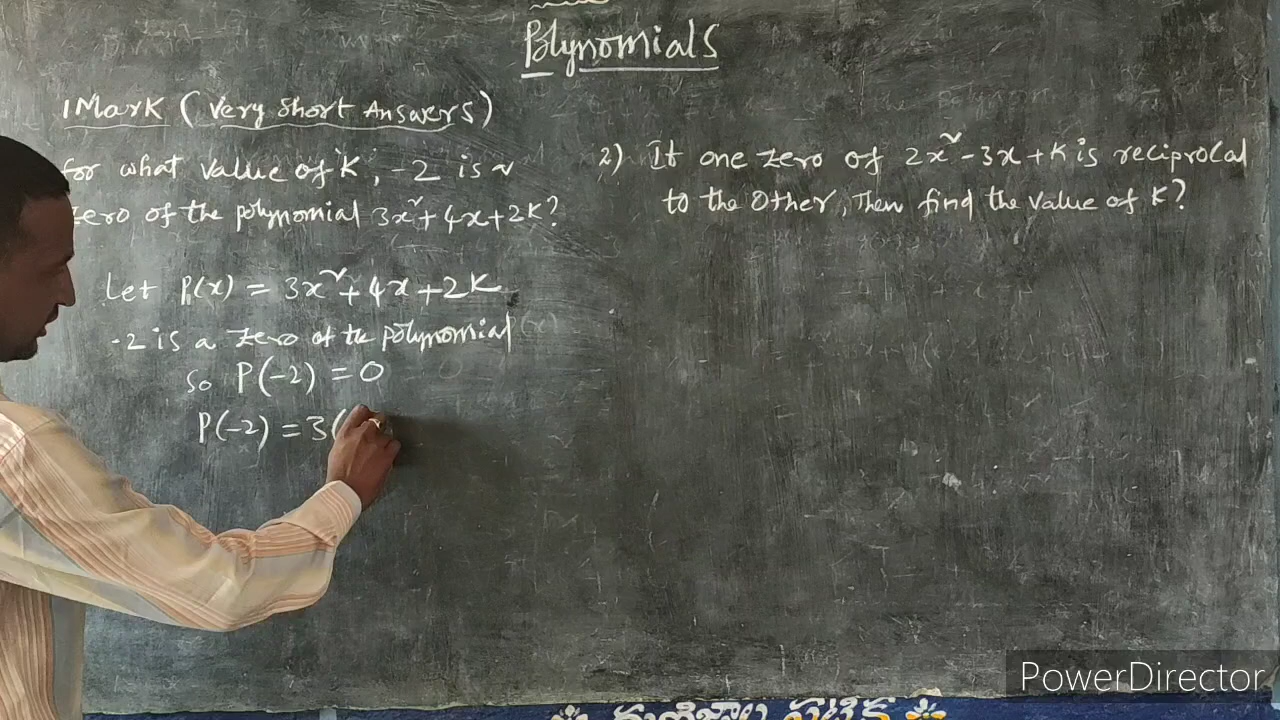 Polynomials
1 Mark (Very Short Answers)
for what value of 'K', -2 is a
zero of the polynomial 3x²+4x+2K?
Let P(x) = 3x²+4x+2K
-2 is a zero of the polynomial
so P(-2) = 0
P(-2) = 3(
2) If one zero of 2x²-3x+K is reciprocal
to the other, Then find the value of K?
PowerDirector